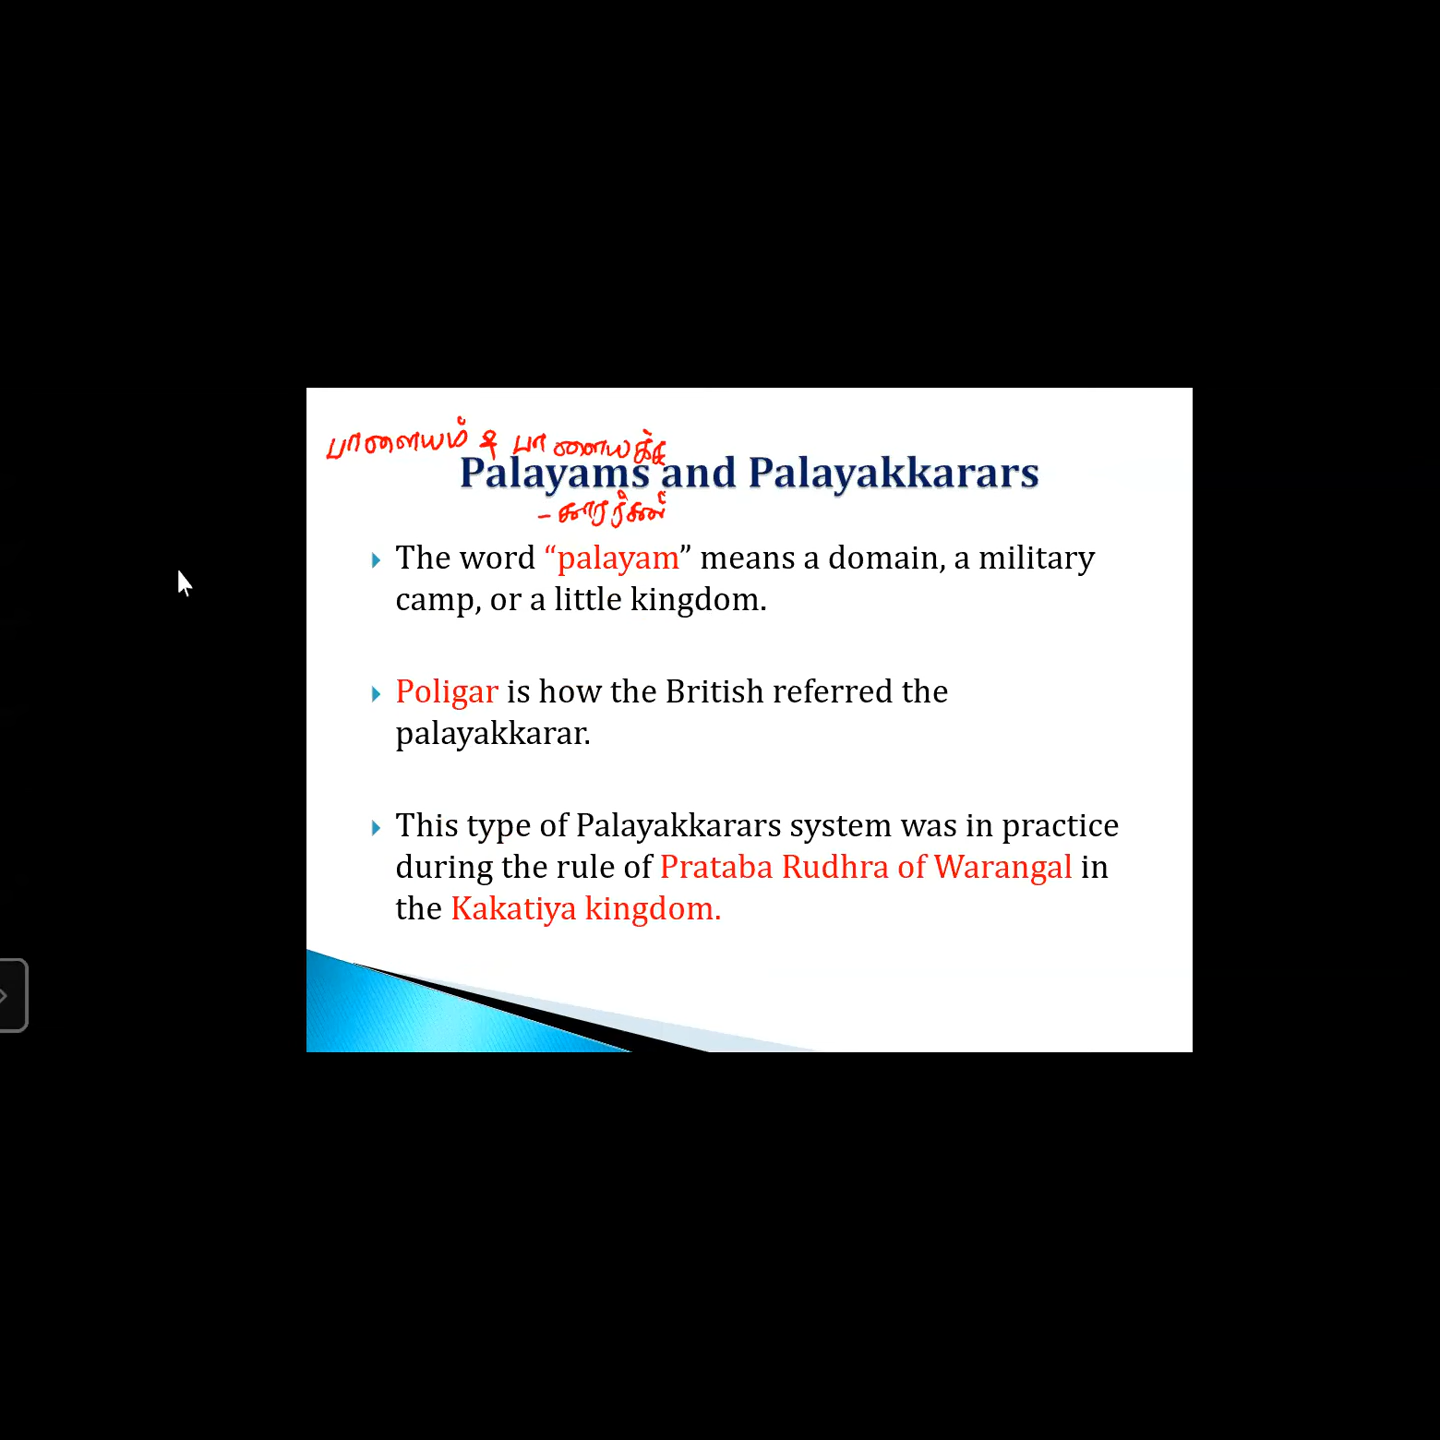 பாளையம் & பாளையக்
Palayams and Palayakkarars
- காரர்கள்
The word “palayam” means a domain, a military
camp, or a little kingdom.
Poligar is how the British referred the
palayakkarar.
This type of Palayakkarars system was in practice
during the rule of Prataba Rudhra of Warangal in
the Kakatiya kingdom.